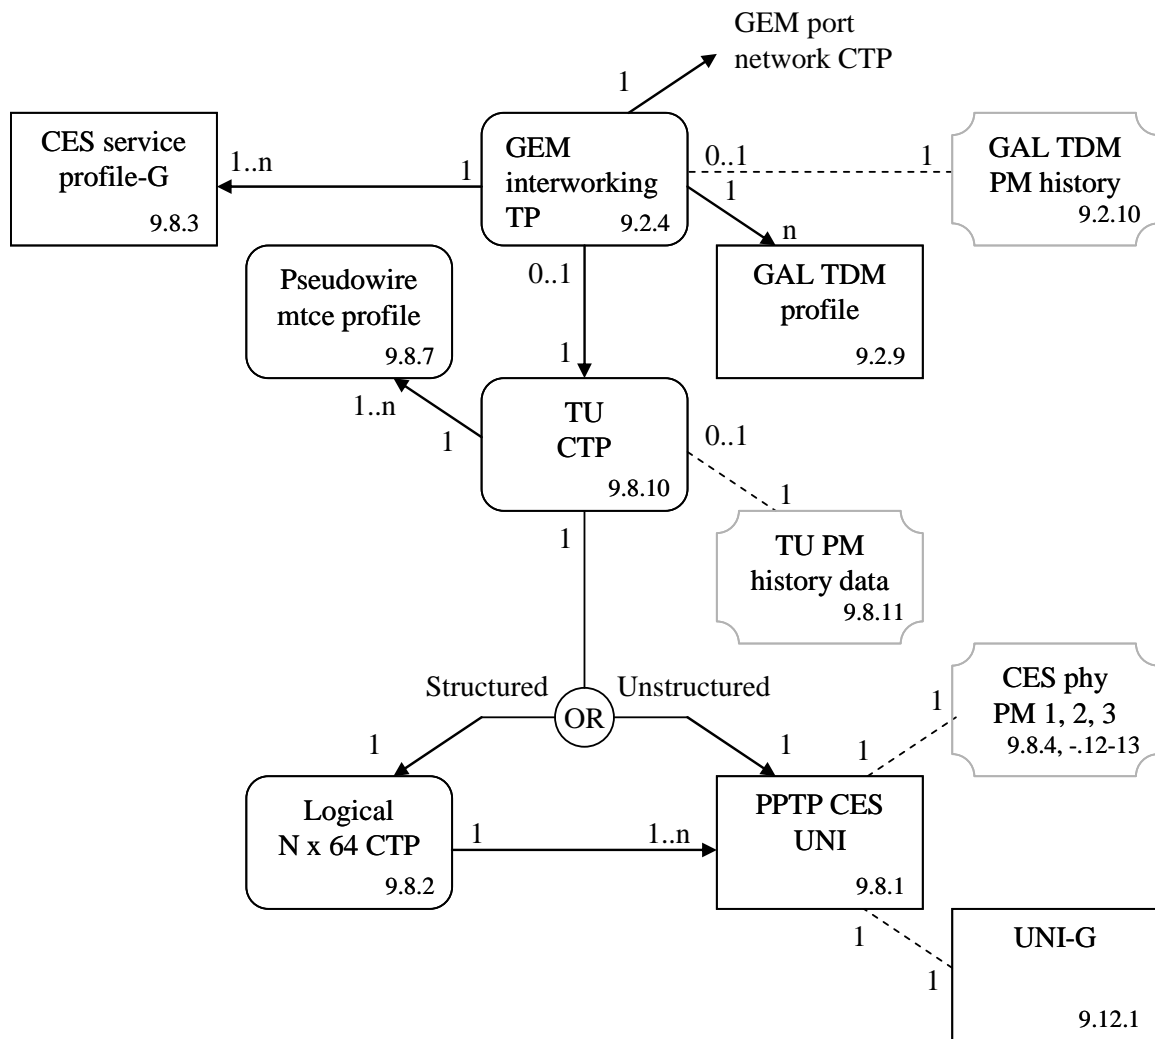 GEM port
network CTP
1
CES service
profile-G
9.8.3
1..n
1
GEM
interworking
TP
9.2.4
0..1
1
GAL TDM
PM history
9.2.10
1
n
GAL TDM
profile
9.2.9
0..1
1
Pseudowire
mtce profile
9.8.7
1..n
1
TU
CTP
9.8.10
0..1
1
TU PM
history data
9.8.11
1
Structured
OR
Unstructured
1
1
CES phy
PM 1, 2, 3
9.8.4, -.12-13
1
1
Logical
N x 64 CTP
9.8.2
1
1..n
PPTP CES
UNI
9.8.1
1
1
UNI-G
9.12.1